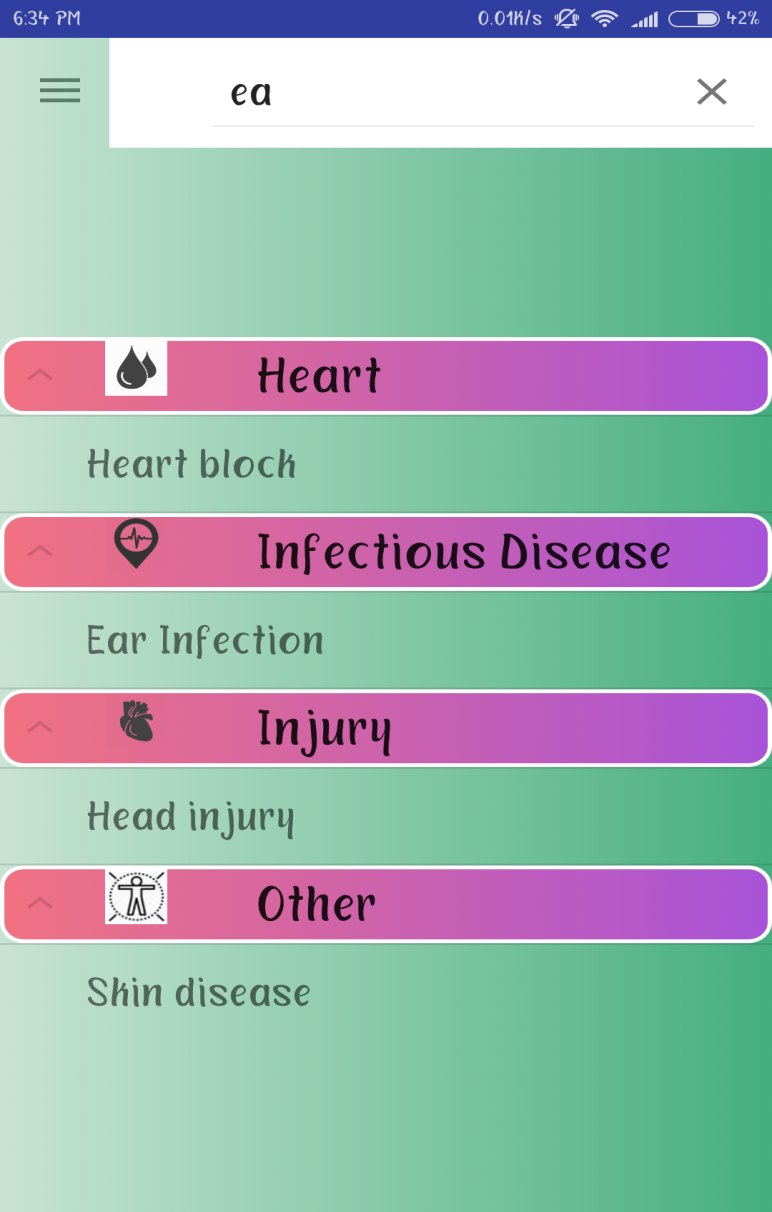 6:34 PM 0.01K/s 42%
ea
Heart
Heart block
Infectious Disease
Ear Infection
Injury
Head injury
Other
Skin disease